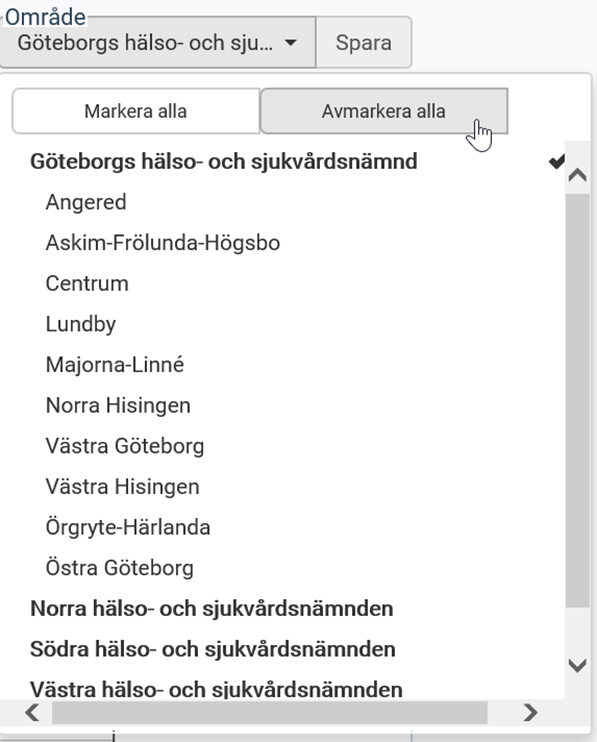 Område
Göteborgs hälso- och sju...
Spara
Markera alla
Avmarkera alla
Göteborgs hälso- och sjukvårdsnämnd
Angered
Askim-Frölunda-Högsbo
Centrum
Lundby
Majorna-Linné
Norra Hisingen
Västra Göteborg
Västra Hisingen
Örgryte-Härlanda
Östra Göteborg
Norra hälso- och sjukvårdsnämnden
Södra hälso- och sjukvårdsnämnden
Västra hälso- och sjukvårdsnämnden